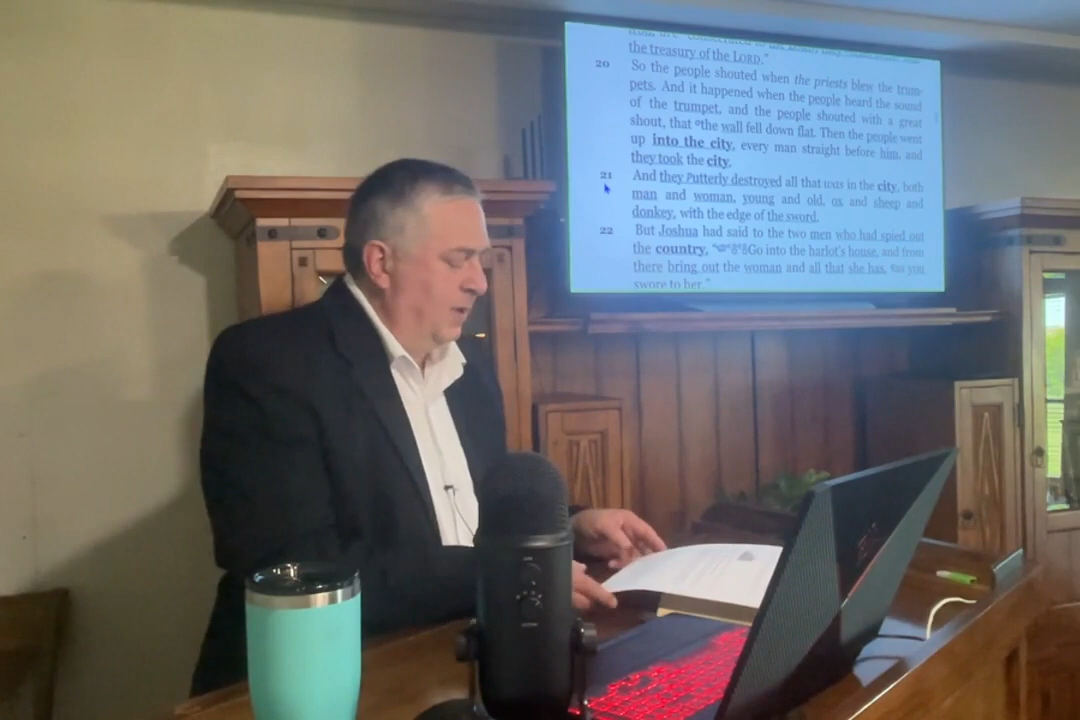 the treasury of the LORD."
20 So the people shouted when the priests blew the trum-
pets. And it happened when the people heard the sound
of the trumpet, and the people shouted with a great
shout, that the wall fell down flat. Then the people went
up into the city, every man straight before him, and
they took the city.
21 And they utterly destroyed all that was in the city, both
man and woman, young and old, ox and sheep and
donkey, with the edge of the sword.
22 But Joshua had said to the two men who had spied out
the country, "Go into the harlot's house, and from
there bring out the woman and all that she has, as you
swore to her."